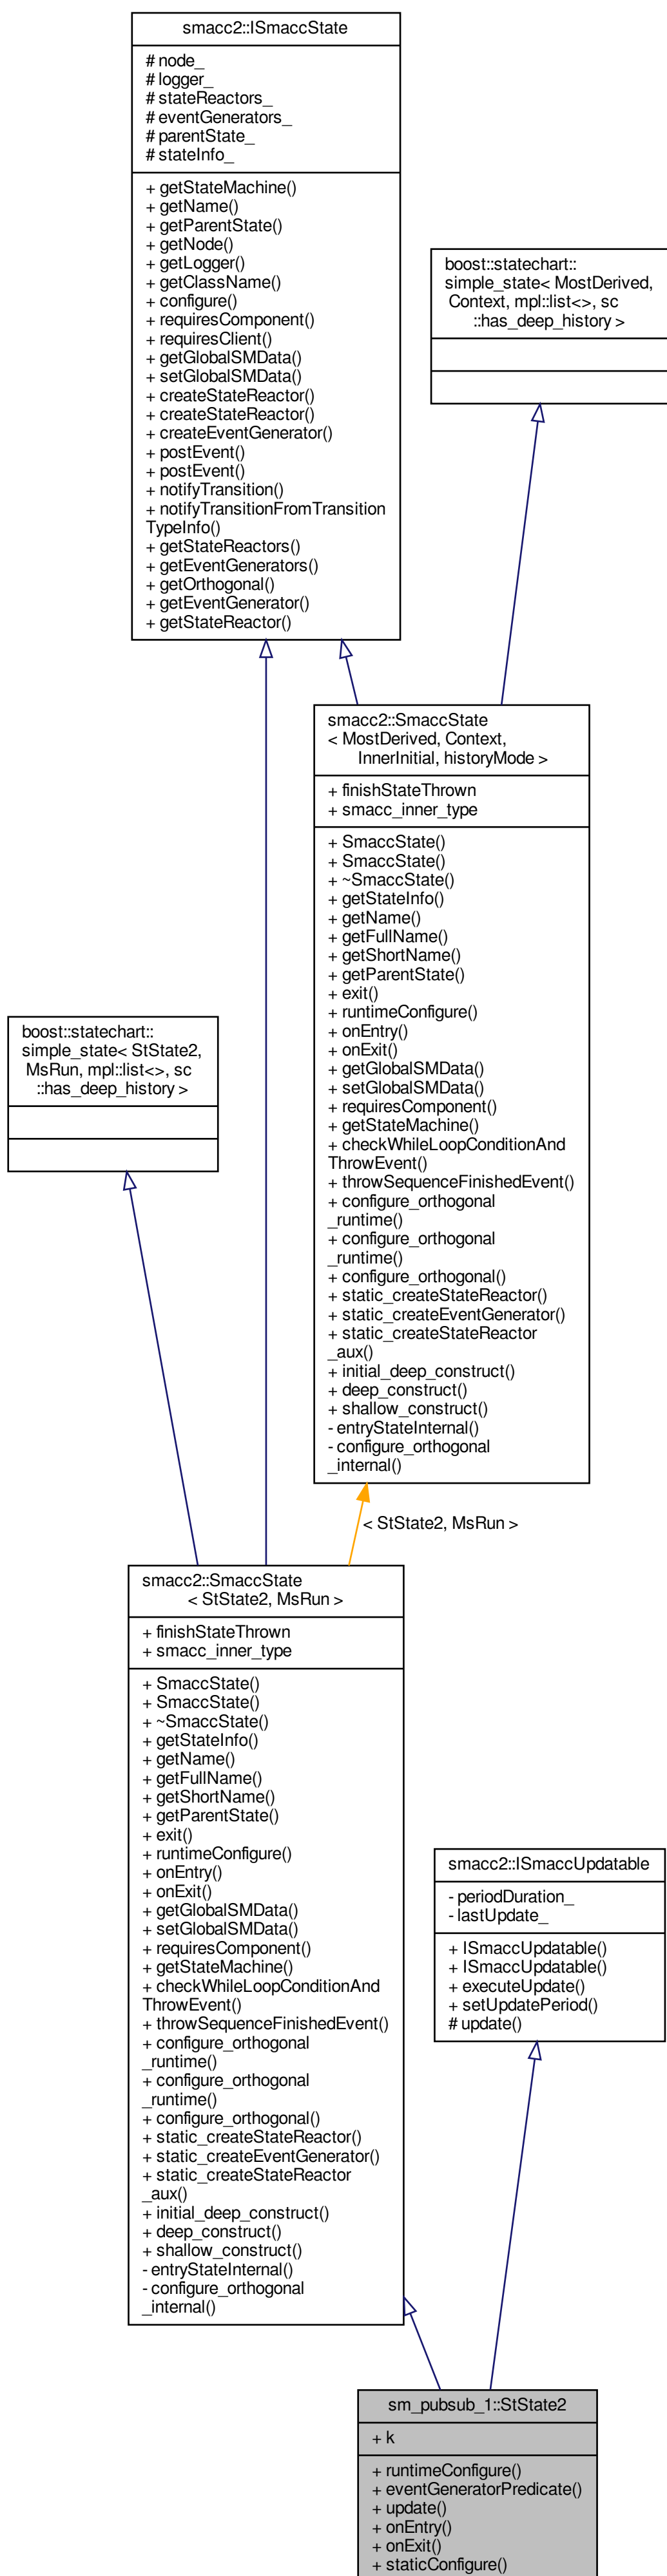 smacc2::ISmaccState
# node_
# logger_
# stateReactors_
# eventGenerators_
# parentState_
# stateInfo_
+ getStateMachine()
+ getName()
+ getParentState()
+ getNode()
+ getLogger()
+ getClassName()
+ configure()
+ requiresComponent()
+ requiresClient()
+ getGlobalSMData()
+ setGlobalSMData()
+ createStateReactor()
+ createStateReactor()
+ createEventGenerator()
+ postEvent()
+ postEvent()
+ notifyTransition()
+ notifyTransitionFromTransition
TypeInfo()
+ getStateReactors()
+ getEventGenerators()
+ getOrthogonal()
+ getEventGenerator()
+ getStateReactor()
boost::statechart::
simple_state< MostDerived,
Context, mpl::list<>, sc
::has_deep_history >
smacc2::SmaccState
< MostDerived, Context,
InnerInitial, historyMode >
+ finishStateThrown
+ smacc_inner_type
+ SmaccState()
+ SmaccState()
+ ~SmaccState()
+ getStateInfo()
+ getName()
+ getFullName()
+ getShortName()
+ getParentState()
+ exit()
+ runtimeConfigure()
+ onEntry()
+ onExit()
+ getGlobalSMData()
+ setGlobalSMData()
+ requiresComponent()
+ getStateMachine()
+ checkWhileLoopConditionAnd
ThrowEvent()
+ throwSequenceFinishedEvent()
+ configure_orthogonal
_runtime()
+ configure_orthogonal
_runtime()
+ configure_orthogonal()
+ static_createStateReactor()
+ static_createEventGenerator()
+ static_createStateReactor
_aux()
+ initial_deep_construct()
+ deep_construct()
+ shallow_construct()
- entryStateInternal()
- configure_orthogonal
_internal()
boost::statechart::
simple_state< StState2,
MsRun, mpl::list<>, sc
::has_deep_history >
< StState2, MsRun >
smacc2::SmaccState
< StState2, MsRun >
+ finishStateThrown
+ smacc_inner_type
+ SmaccState()
+ SmaccState()
+ ~SmaccState()
+ getStateInfo()
+ getName()
+ getFullName()
+ getShortName()
+ getParentState()
+ exit()
+ runtimeConfigure()
+ onEntry()
+ onExit()
+ getGlobalSMData()
+ setGlobalSMData()
+ requiresComponent()
+ getStateMachine()
+ checkWhileLoopConditionAnd
ThrowEvent()
+ throwSequenceFinishedEvent()
+ configure_orthogonal
_runtime()
+ configure_orthogonal
_runtime()
+ configure_orthogonal()
+ static_createStateReactor()
+ static_createEventGenerator()
+ static_createStateReactor
_aux()
+ initial_deep_construct()
+ deep_construct()
+ shallow_construct()
- entryStateInternal()
- configure_orthogonal
_internal()
smacc2::ISmaccUpdatable
- periodDuration_
- lastUpdate_
+ ISmaccUpdatable()
+ ISmaccUpdatable()
+ executeUpdate()
+ setUpdatePeriod()
# update()
sm_pubsub_1::StState2
+ k
+ runtimeConfigure()
+ eventGeneratorPredicate()
+ update()
+ onEntry()
+ onExit()
+ staticConfigure()